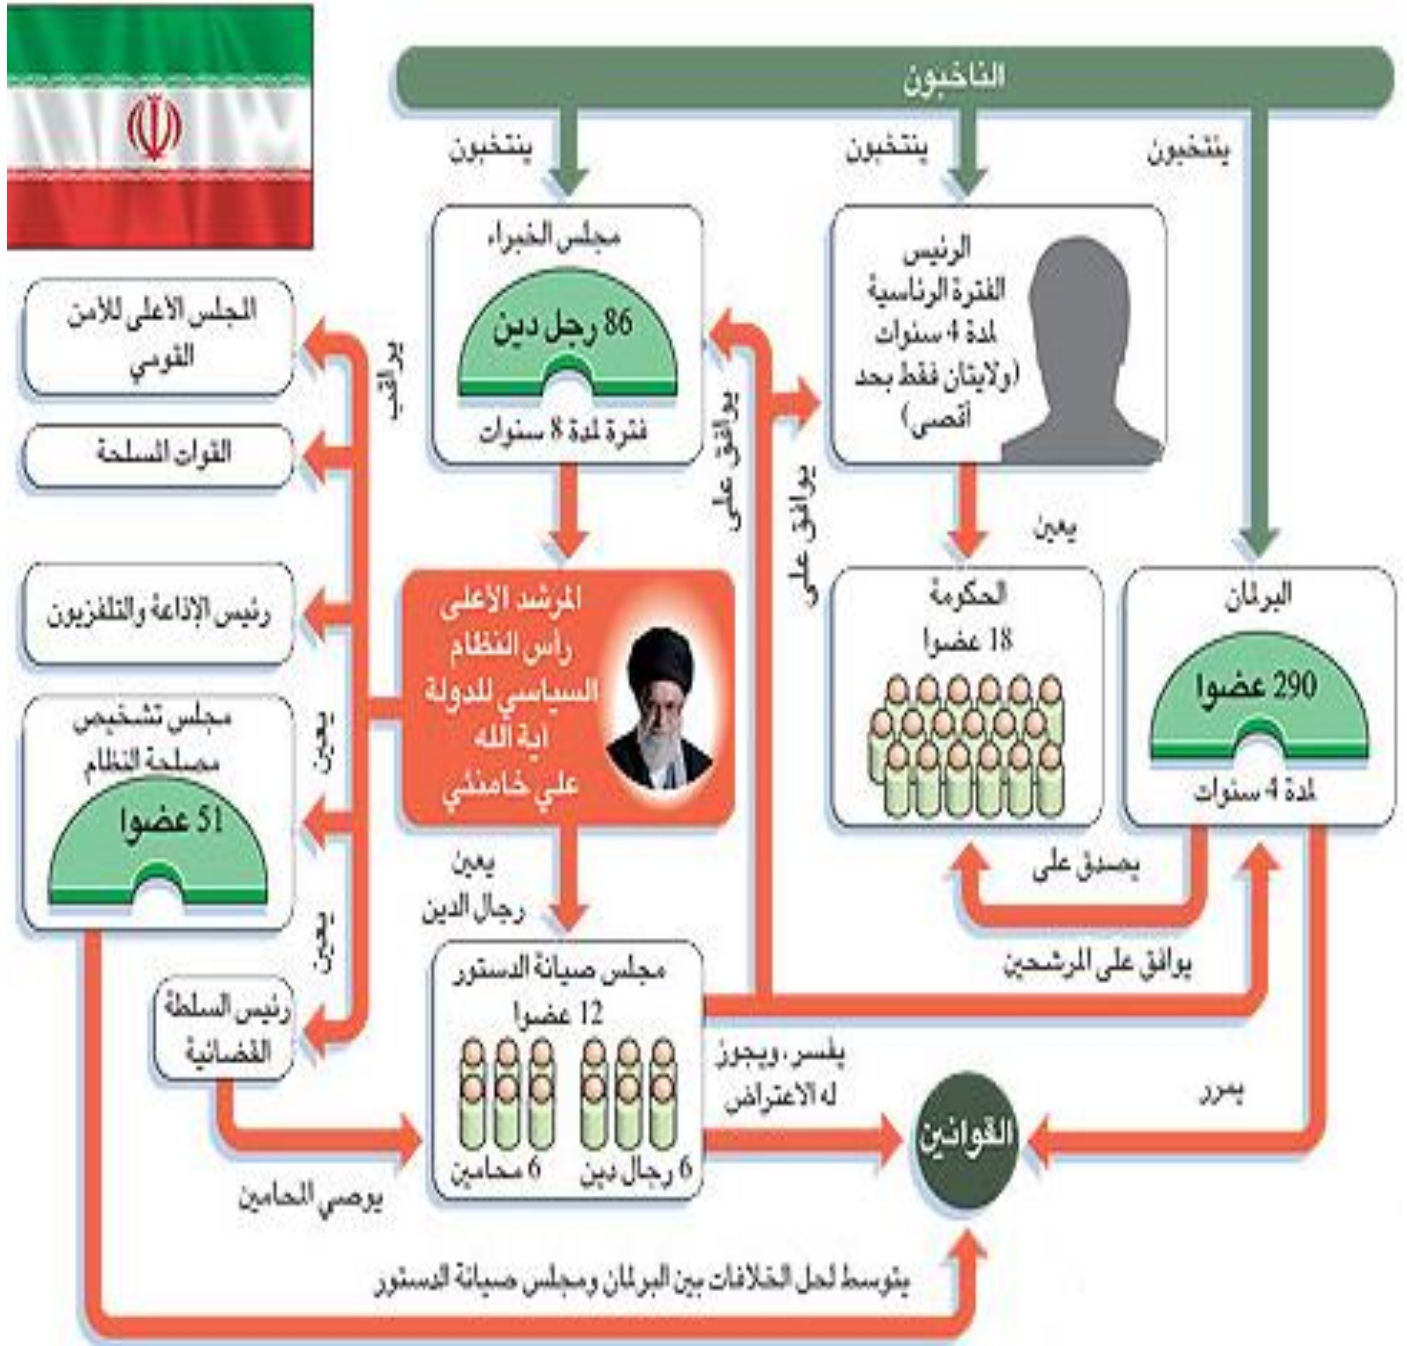 الناخبون
ينتخبون
ينتخبون
ينتخبون
الرئيس
الفترة الرئاسية
لمدة 4 سنوات
(ولايتان فقط بحد
أقصى)
مجلس الخبراء
86 رجل دين
فترة لمدة 8 سنوات
يوافق على
يوافق على
يراقب
المجلس الأعلى للأمن
القومي
القوات المسلحة
رئيس الإذاعة والتلفزيون
يعين
الحكومة
18 عضوا
البرلمان
290 عضوا
لمدة 4 سنوات
المرشد الأعلى
رأس النظام
السياسي للدولة
آية الله
علي خامنئي
يعين
مجلس تشخيص
مصلحة النظام
51 عضوا
يعين
رئيس السلطة
القضائية
يعين
رجال الدين
يصدق على
يوافق على المرشحين
مجلس صيانة الدستور
12 عضوا
6 رجال دين
6 محامين
يفسر، ويجوز
له الاعتراض
القوانين
يمرر
يوصي المحامين
يتوسط لحل الخلافات بين البرلمان ومجلس صيانة الدستور